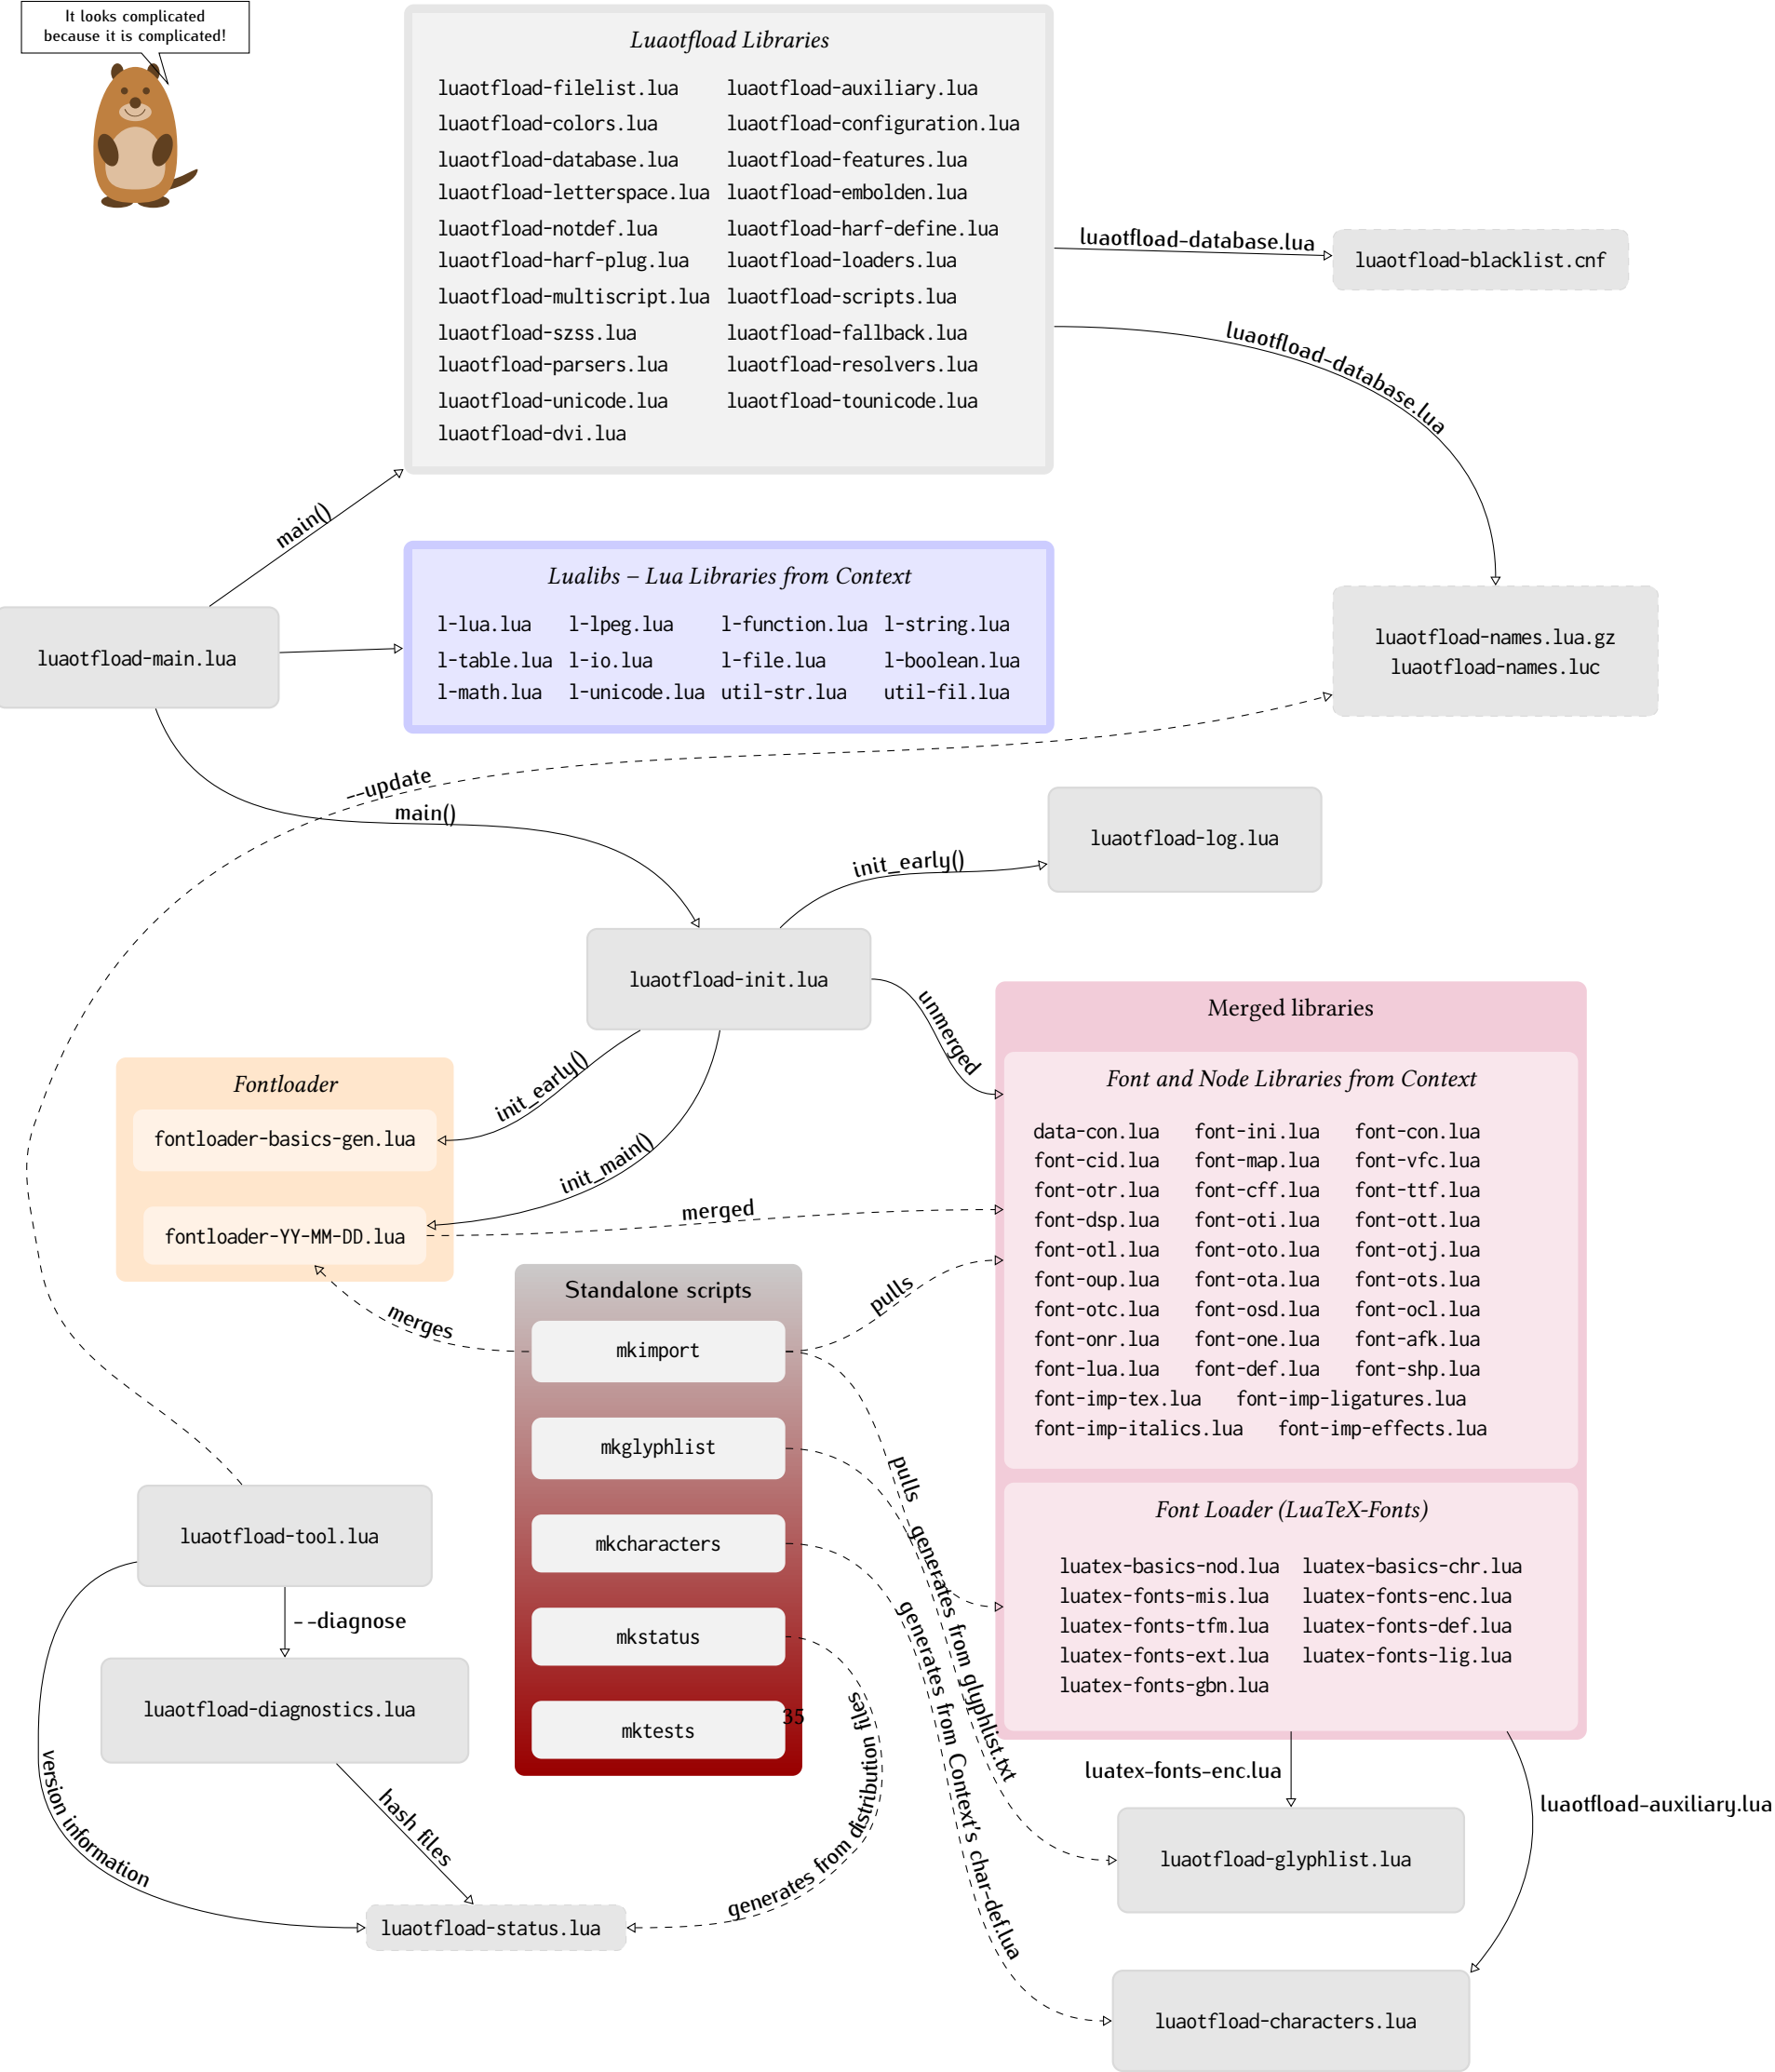 It looks complicated
because it is complicated!
Luaotfload Libraries
luaotfload-filelist.lua luaotfload-auxiliary.lua
luaotfload-colors.lua luaotfload-configuration.lua
luaotfload-database.lua luaotfload-features.lua
luaotfload-letterspace.lua luaotfload-embolden.lua
luaotfload-notdef.lua luaotfload-harf-define.lua
luaotfload-harf-plug.lua luaotfload-loaders.lua
luaotfload-multiscript.lua luaotfload-scripts.lua
luaotfload-szss.lua luaotfload-fallback.lua
luaotfload-parsers.lua luaotfload-resolvers.lua
luaotfload-unicode.lua luaotfload-tounicode.lua
luaotfload-dvi.lua
luaotfload-database.lua
luaotfload-blacklist.cnf
luaotfload-database.lua
main()
Lualibs – Lua Libraries from Context
l-lua.lua l-lpeg.lua l-function.lua l-string.lua
l-table.lua l-io.lua l-file.lua l-boolean.lua
l-math.lua l-unicode.lua util-str.lua util-fil.lua
luaotfload-main.lua
luaotfload-names.lua.gz
luaotfload-names.luc
--update
main()
luaotfload-log.lua
init_early()
luaotfload-init.lua
unmerged
Merged libraries
Font and Node Libraries from Context
data-con.lua font-ini.lua font-con.lua
font-cid.lua font-map.lua font-vfc.lua
font-otr.lua font-cff.lua font-ttf.lua
font-dsp.lua font-oti.lua font-ott.lua
font-otl.lua font-oto.lua font-otj.lua
font-oup.lua font-ota.lua font-ots.lua
font-otc.lua font-osd.lua font-ocl.lua
font-onr.lua font-one.lua font-afk.lua
font-lua.lua font-def.lua font-shp.lua
font-imp-tex.lua font-imp-ligatures.lua
font-imp-italics.lua font-imp-effects.lua
Font Loader (LuaTeX-Fonts)
luatex-basics-nod.lua luatex-basics-chr.lua
luatex-fonts-mis.lua luatex-fonts-enc.lua
luatex-fonts-tfm.lua luatex-fonts-def.lua
luatex-fonts-ext.lua luatex-fonts-lig.lua
luatex-fonts-gbn.lua
Fontloader
fontloader-basics-gen.lua
fontloader-YY-MM-DD.lua
init_early()
init_main()
merged
merges
pulls
Standalone scripts
mkimport
mkglyphlist
mkcharacters
mkstatus
mktests
35
pulls
generates from glyphlist.txt
generates from Context's char-def.lua
generates from distribution files
luaotfload-tool.lua
--diagnose
luaotfload-diagnostics.lua
version information
hash files
luaotfload-status.lua
luatex-fonts-enc.lua
luaotfload-auxiliary.lua
luaotfload-glyphlist.lua
luaotfload-characters.lua